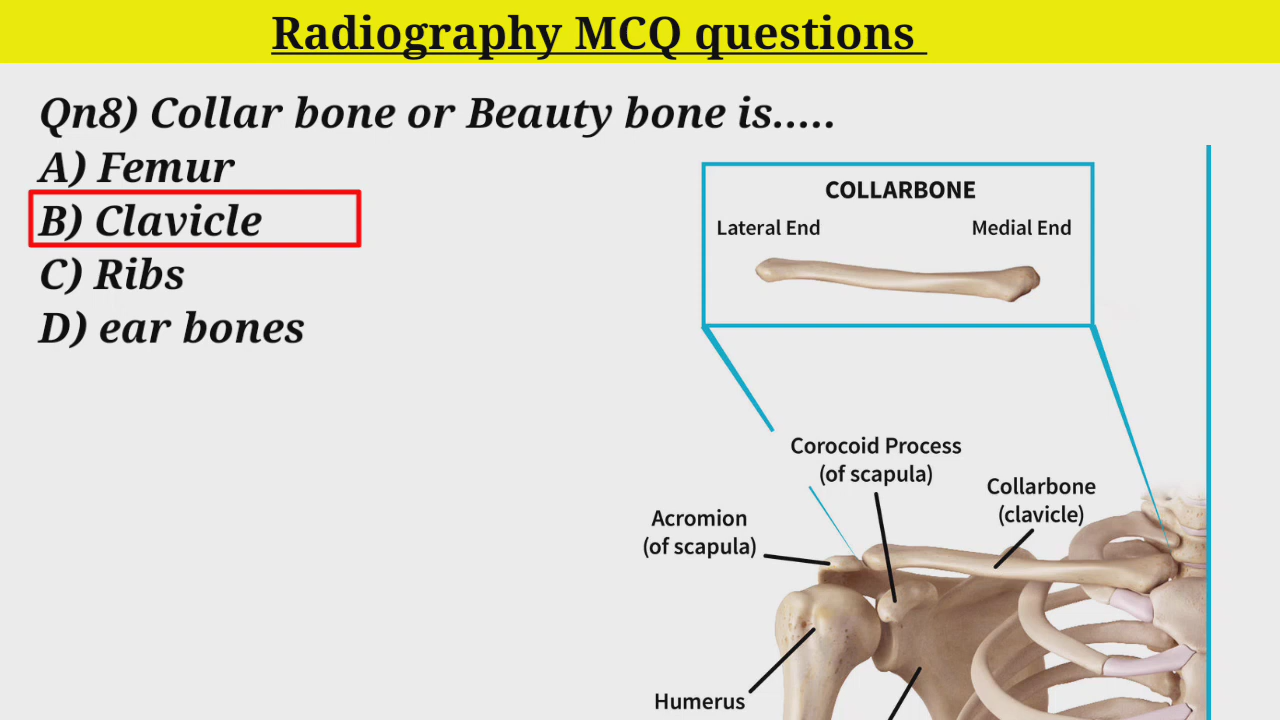 Radiography MCQ questions
Qn8) Collar bone or Beauty bone is.....
A) Femur
B) Clavicle
C) Ribs
D) ear bones
COLLARBONE
Lateral End
Medial End
Corocoid Process
(of scapula)
Collarbone
(clavicle)
Acromion
(of scapula)
Humerus